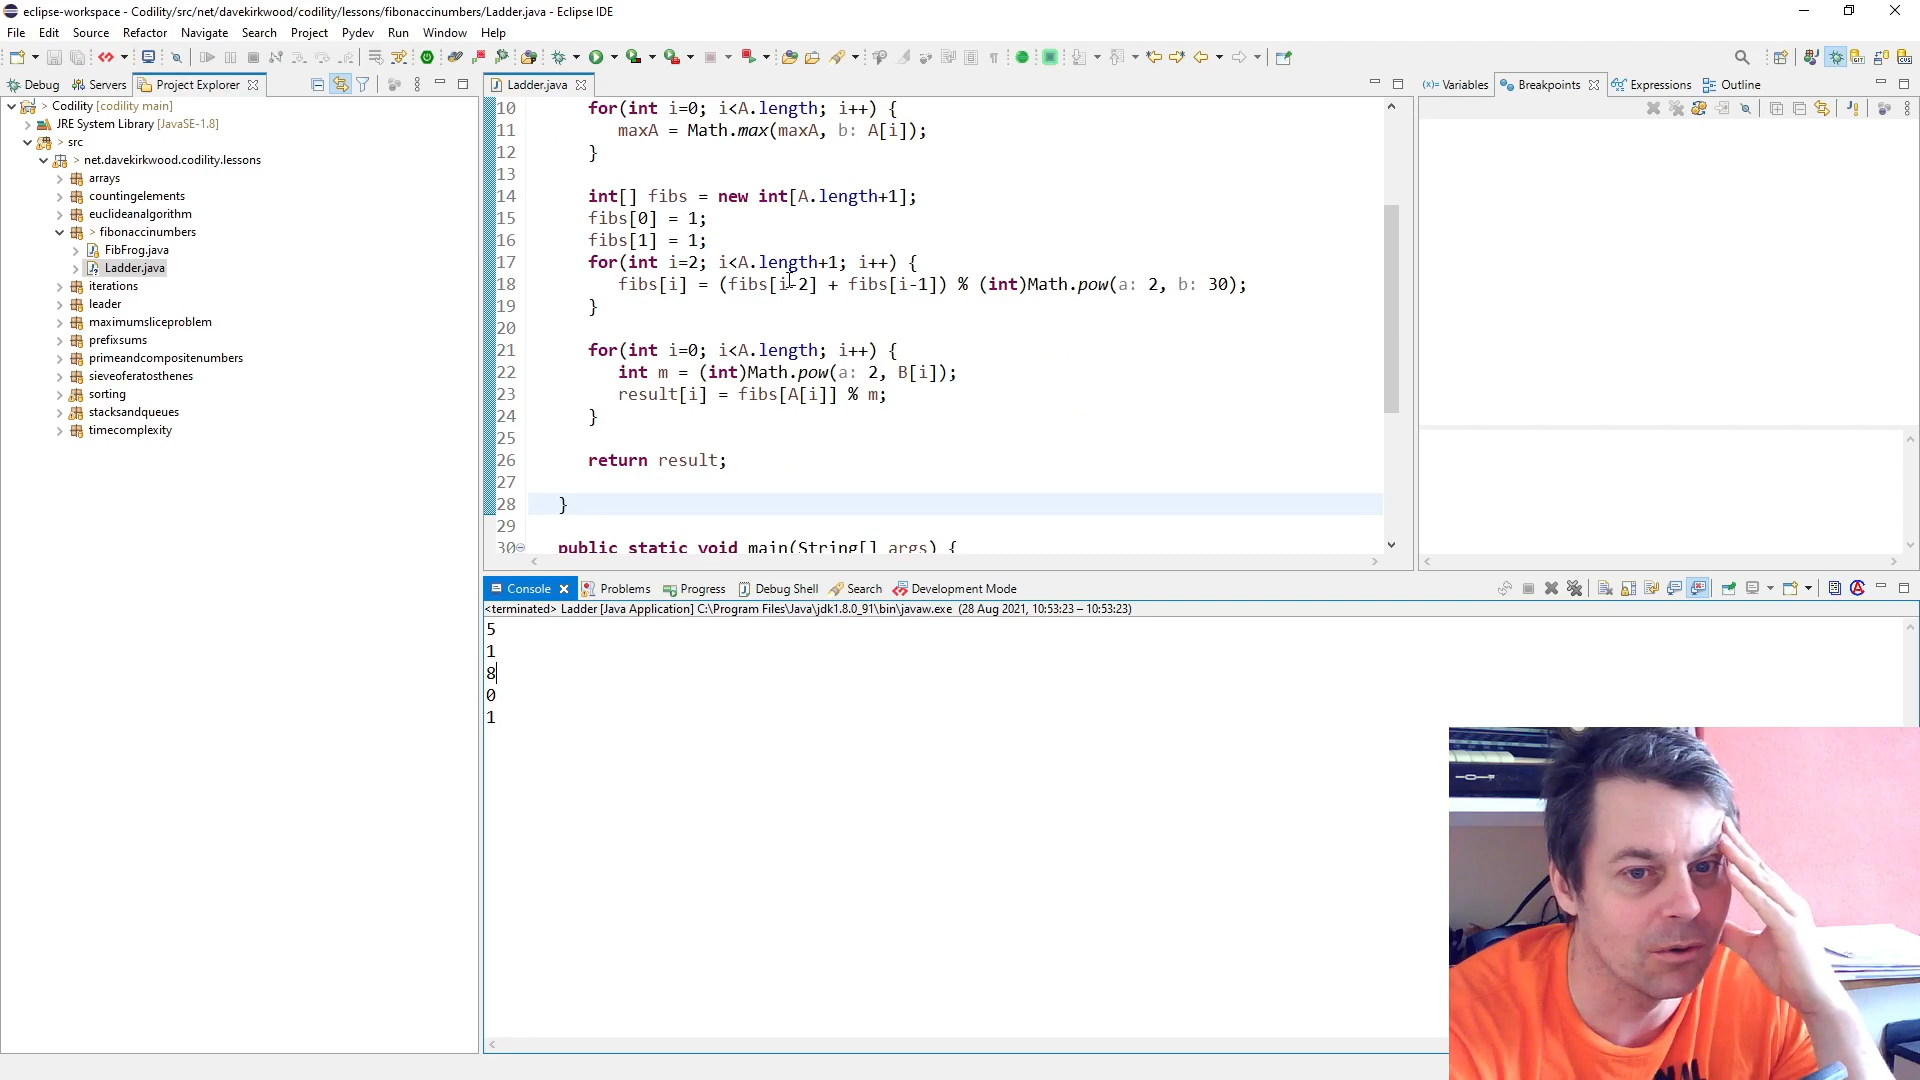 eclipse-workspace - Codility/src/net/davekirkwood/codility/lessons/fibonaccinumbers/Ladder.java - Eclipse IDE
File Edit Source Refactor Navigate Search Project Pydev Run Window Help
Debug Servers Project Explorer
Codility [codility main]
JRE System Library [JavaSE-1.8]
src
net.davekirkwood.codility.lessons
arrays
countingelements
euclideanalgorithm
fibonaccinumbers
FibFrog.java
Ladder.java
iterations
leader
maximumsliceproblem
prefixsums
primeandcompositenumbers
sieveoferatosthenes
sorting
stacksandqueues
timecomplexity
Ladder.java
10 for(int i=0; i<A.length; i++) {
11 maxA = Math.max(maxA, b: A[i]);
12 }
13
14 int[] fibs = new int[A.length+1];
15 fibs[0] = 1;
16 fibs[1] = 1;
17 for(int i=2; i<A.length+1; i++) {
18 fibs[i] = (fibs[i-2] + fibs[i-1]) % (int)Math.pow(a: 2, b: 30);
19 }
20
21 for(int i=0; i<A.length; i++) {
22 int m = (int)Math.pow(a: 2, B[i]);
23 result[i] = fibs[A[i]] % m;
24 }
25
26 return result;
27
28 }
29
30 public static void main(String[] args) {
(x)= Variables Breakpoints Expressions Outline
Console Problems Progress Debug Shell Search Development Mode
<terminated> Ladder [Java Application] C:\Program Files\Java\jdk1.8.0_91\bin\javaw.exe (28 Aug 2021, 10:53:23 – 10:53:23)
5
1
8
0
1